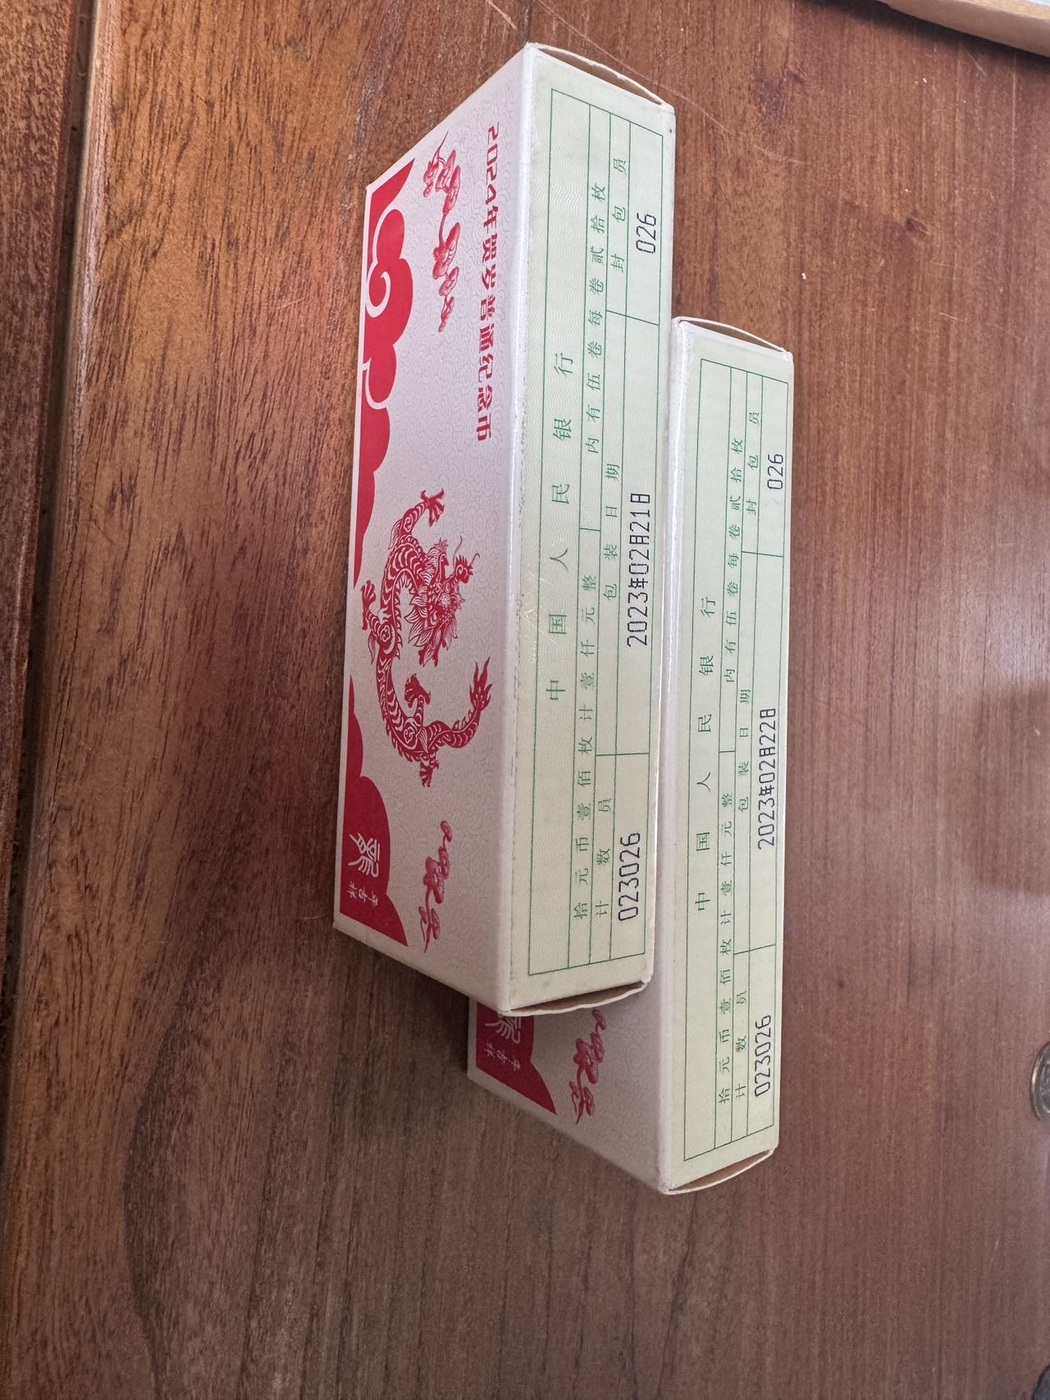 2024年贺岁普通纪念币
中国人民银行
拾元币壹佰枚计壹仟元整
内有伍卷每卷贰拾枚
计数员
包装日期
封包员
023026
2023年02月21日
026
中国人民银行
拾元币壹佰枚计壹仟元整
内有伍卷每卷贰拾枚
计数员
包装日期
封包员
023026
2023年02月22日
026